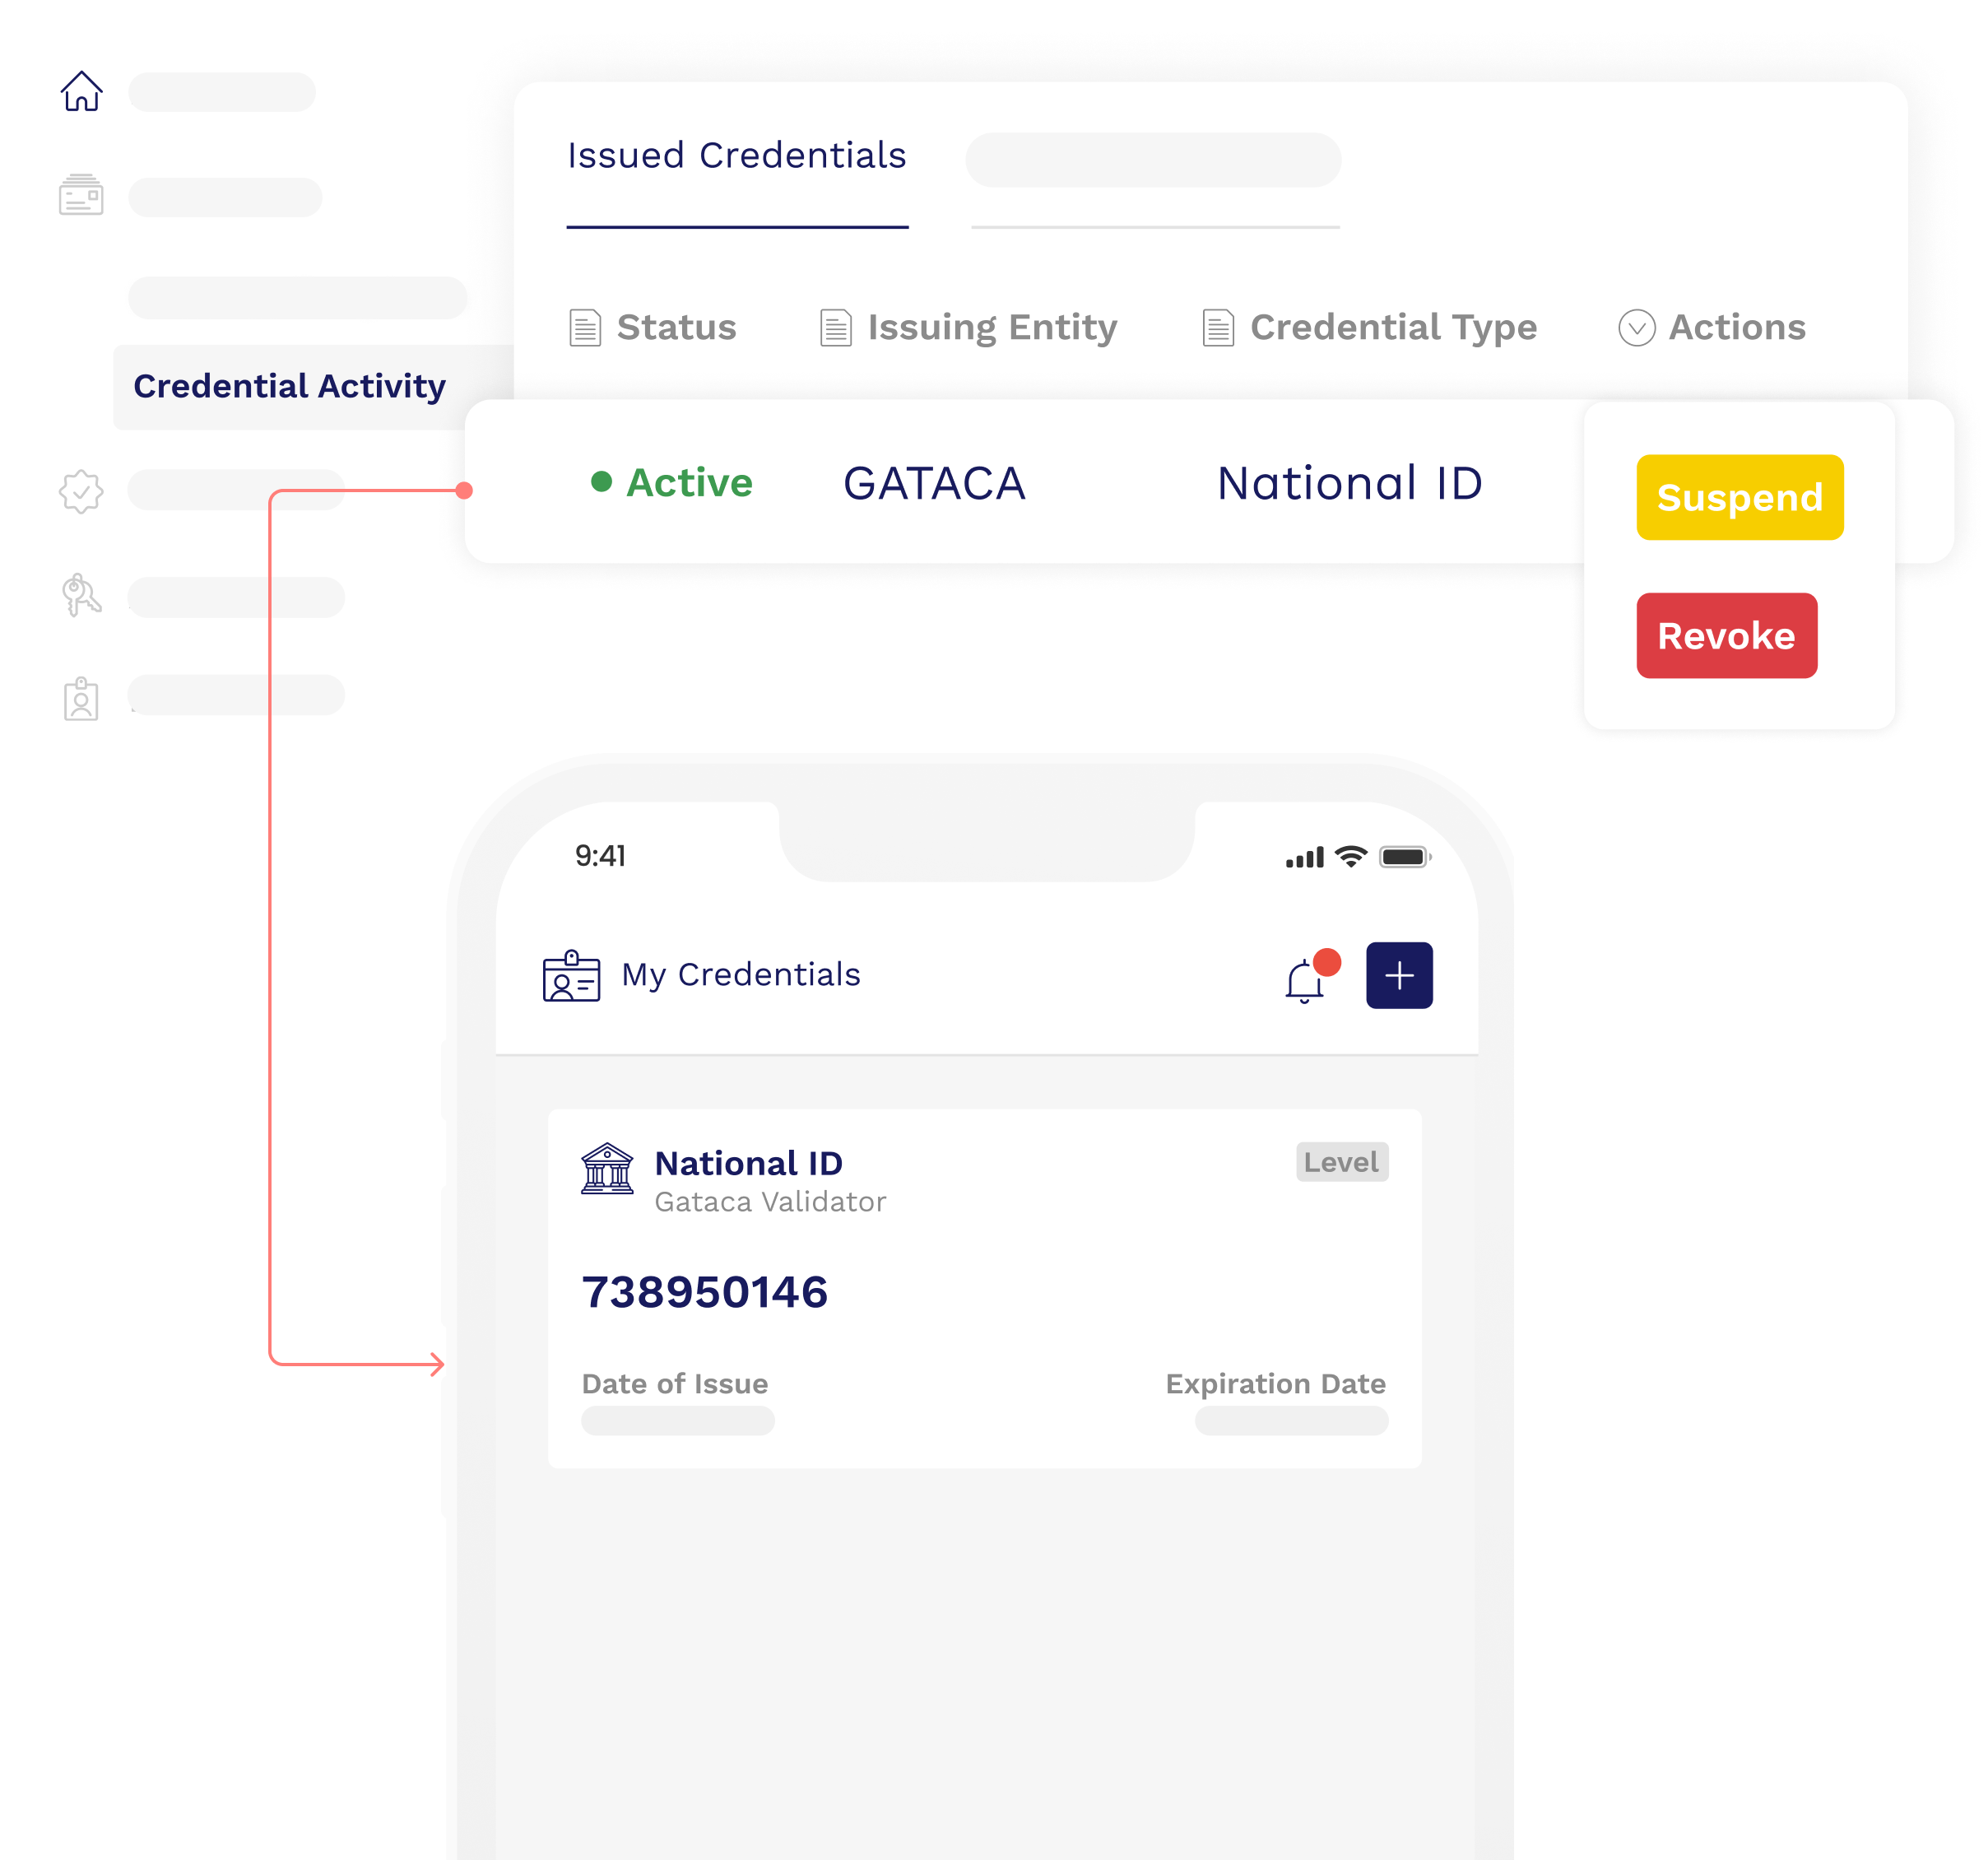 Issued Credentials
Status Issuing Entity Credential Type Actions
Credential Activity
Active GATACA National ID
Suspend
Revoke
9:41
My Credentials
National ID
Level
Gataca Validator
738950146
Date of Issue Expiration Date